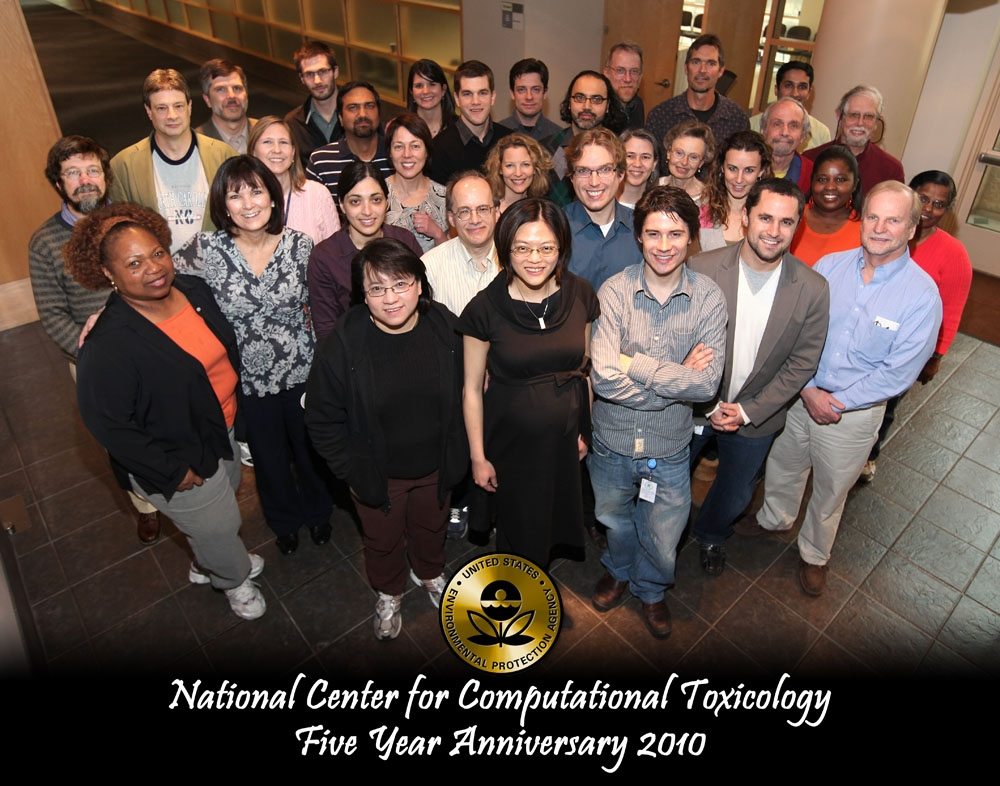 UNITED STATES
ENVIRONMENTAL PROTECTION AGENCY
National Center for Computational Toxicology
Five Year Anniversary 2010